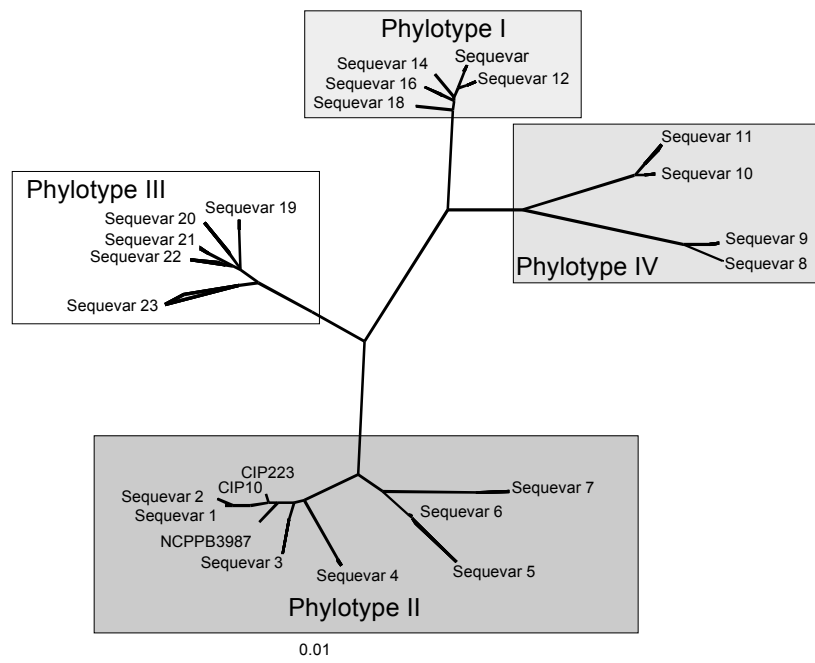 Phylotype I
Sequevar 14
Sequevar
Sequevar 16
Sequevar 12
Sequevar 18
Sequevar 11
Sequevar 10
Sequevar 9
Sequevar 8
Phylotype IV
Phylotype III
Sequevar 19
Sequevar 20
Sequevar 21
Sequevar 22
Sequevar 23
CIP223
CIP10
Sequevar 2
Sequevar 1
NCPPB3987
Sequevar 3
Sequevar 4
Sequevar 7
Sequevar 6
Sequevar 5
Phylotype II
0.01